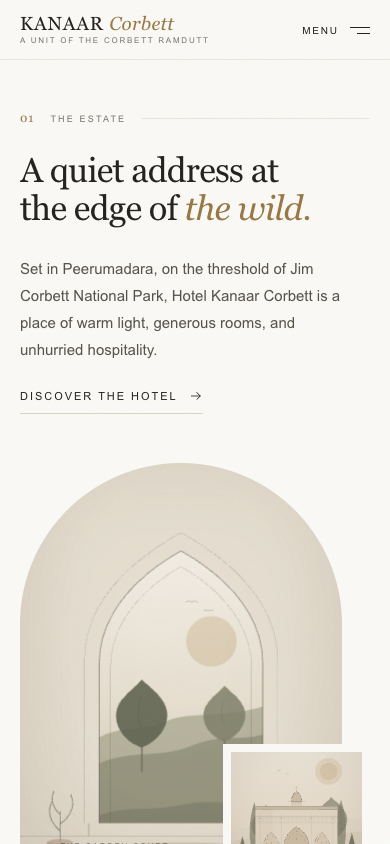 KANAAR Corbett
A UNIT OF THE CORBETT RAMDUTT
MENU
01 THE ESTATE
A quiet address at
the edge of the wild.
Set in Peerumadara, on the threshold of Jim
Corbett National Park, Hotel Kanaar Corbett is a
place of warm light, generous rooms, and
unhurried hospitality.
DISCOVER THE HOTEL